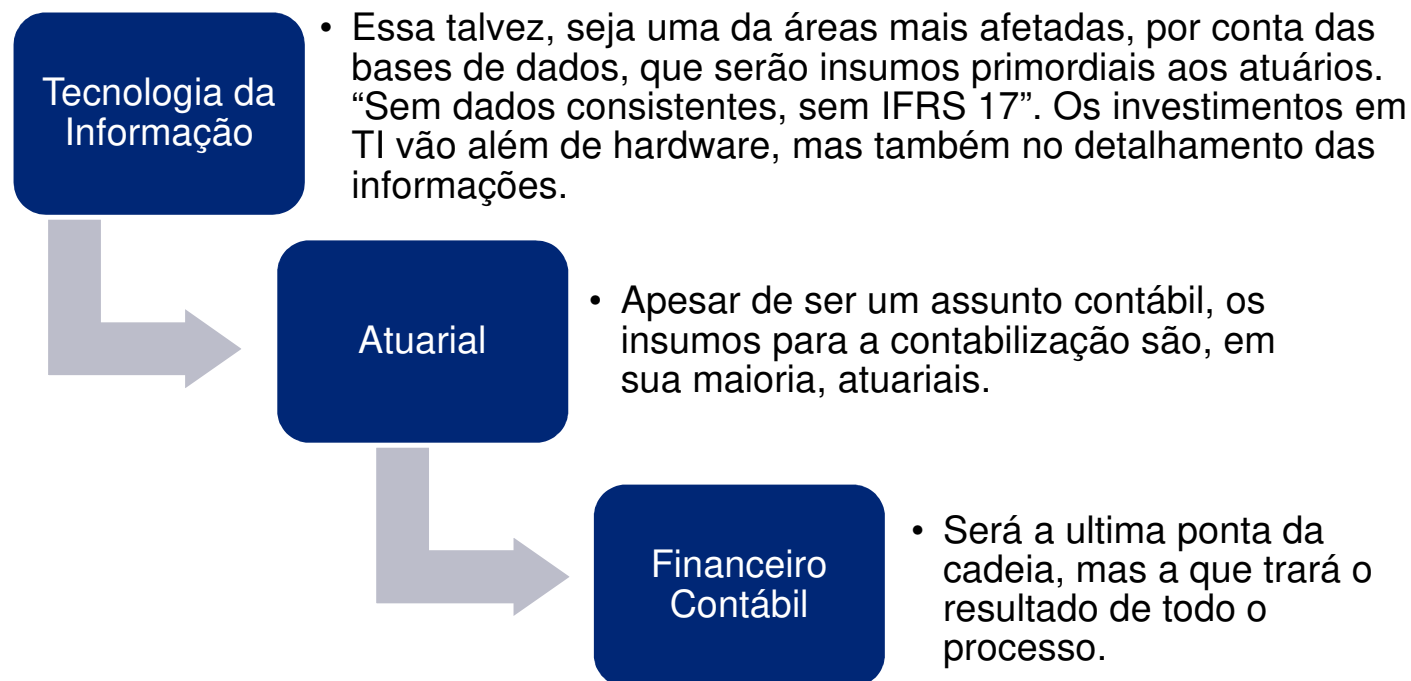 Tecnologia da
Informação
• Essa talvez, seja uma da áreas mais afetadas, por conta das
bases de dados, que serão insumos primordiais aos atuários.
“Sem dados consistentes, sem IFRS 17”. Os investimentos em
TI vão além de hardware, mas também no detalhamento das
informações.
Atuarial
• Apesar de ser um assunto contábil, os
insumos para a contabilização são, em
sua maioria, atuariais.
Financeiro
Contábil
• Será a ultima ponta da
cadeia, mas a que trará o
resultado de todo o
processo.